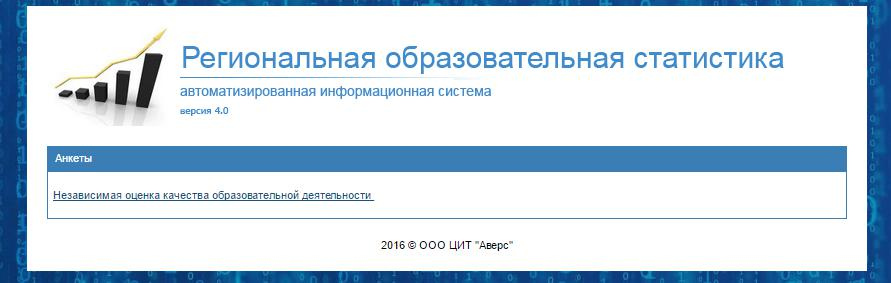 Региональная образовательная статистика
автоматизированная информационная система
версия 4.0
Анкеты
Независимая оценка качества образовательной деятельности
2016 © ООО ЦИТ "Аверс"